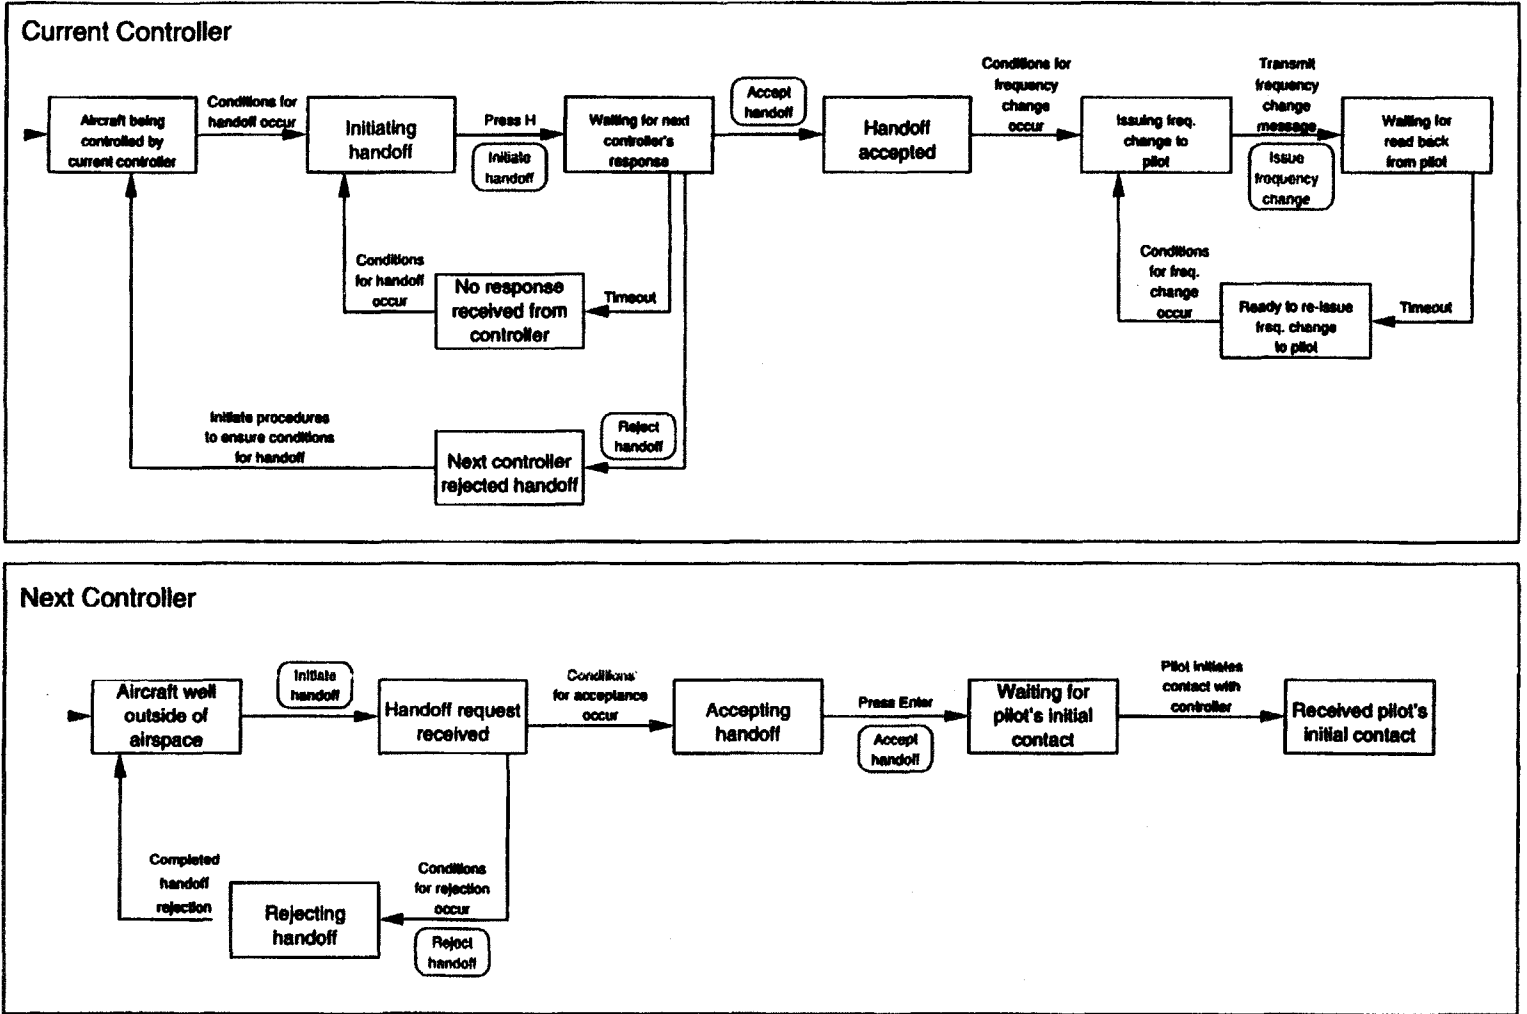 Current Controller
Aircraft being
controlled by
current controller
Conditions for
handoff occur
Initiating
handoff
Press H
Initiate
handoff
Waiting for next
controller's
response
Accept
handoff
Handoff
accepted
Conditions for
frequency
change
occur
Issuing freq.
change to
pilot
Transmit
frequency
change
message
Issue
frequency
change
Waiting for
read back
from pilot
Conditions
for handoff
occur
No response
received from
controller
Timeout
Conditions
for freq.
change
occur
Ready to re-issue
freq. change
to pilot
Timeout
Initiate procedures
to ensure conditions
for handoff
Next controller
rejected handoff
Reject
handoff
Next Controller
Aircraft well
outside of
airspace
Initiate
handoff
Handoff request
received
Conditions
for acceptance
occur
Accepting
handoff
Press Enter
Accept
handoff
Waiting for
pilot's initial
contact
Pilot initiates
contact with
controller
Received pilot's
initial contact
Completed
handoff
rejection
Rejecting
handoff
Conditions
for rejection
occur
Reject
handoff